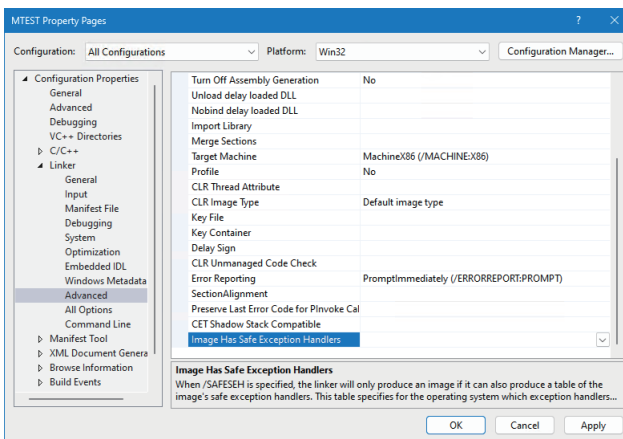 MTEST Property Pages
Configuration: All Configurations Platform: Win32 Configuration Manager...
Configuration Properties
General
Advanced
Debugging
VC++ Directories
C/C++
Linker
General
Input
Manifest File
Debugging
System
Optimization
Embedded IDL
Windows Metadata
Advanced
All Options
Command Line
Manifest Tool
XML Document Genera
Browse Information
Build Events
Turn Off Assembly Generation No
Unload delay loaded DLL
Nobind delay loaded DLL
Import Library
Merge Sections
Target Machine MachineX86 (/MACHINE:X86)
Profile No
CLR Thread Attribute
CLR Image Type Default image type
Key File
Key Container
Delay Sign
CLR Unmanaged Code Check
Error Reporting PromptImmediately (/ERRORREPORT:PROMPT)
SectionAlignment
Preserve Last Error Code for PInvoke Cal
CET Shadow Stack Compatible
Image Has Safe Exception Handlers
Image Has Safe Exception Handlers
When /SAFESEH is specified, the linker will only produce an image if it can also produce a table of the
image's safe exception handlers. This table specifies for the operating system which exception handlers...
OK Cancel Apply